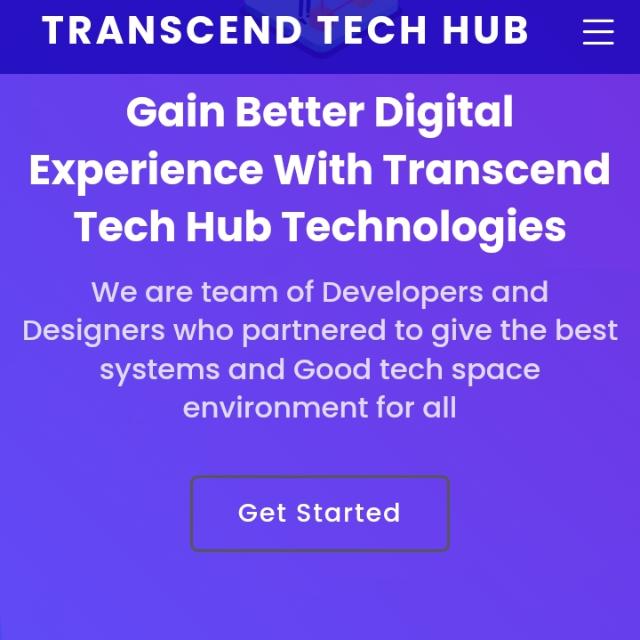 TRANSCEND TECH HUB
Gain Better Digital
Experience With Transcend
Tech Hub Technologies
We are team of Developers and
Designers who partnered to give the best
systems and Good tech space
environment for all
Get Started